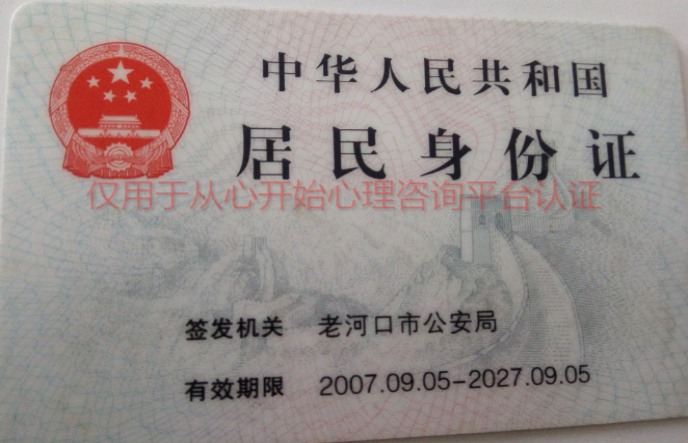 中华人民共和国
居民身份证
仅用于从心开始心理咨询平台认证
签发机关 老河口市公安局
有效期限 2007.09.05-2027.09.05